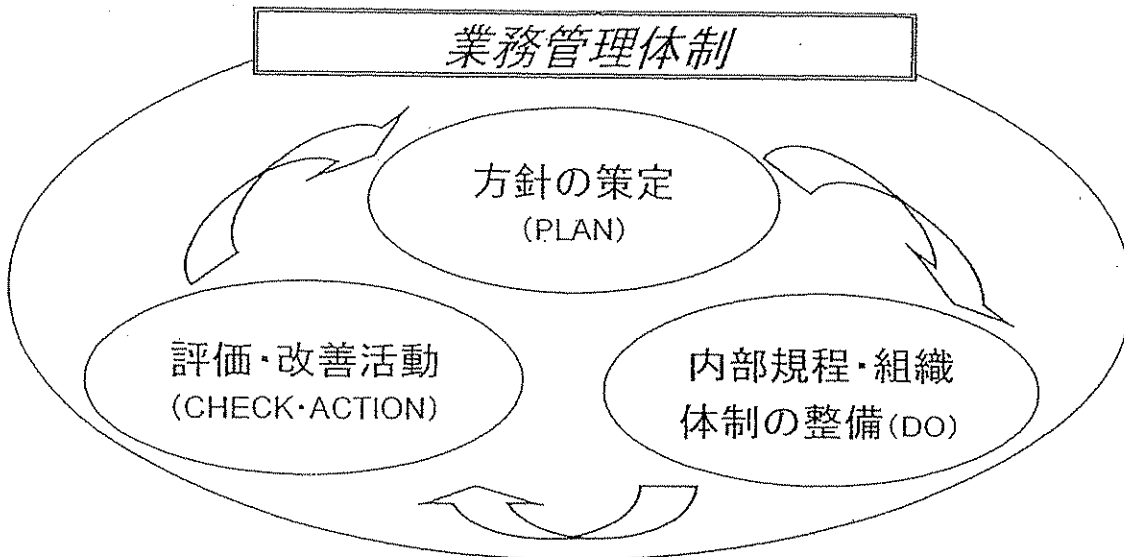 業務管理体制
方針の策定
(PLAN)
評価・改善活動
(CHECK・ACTION)
内部規程・組織
体制の整備(DO)